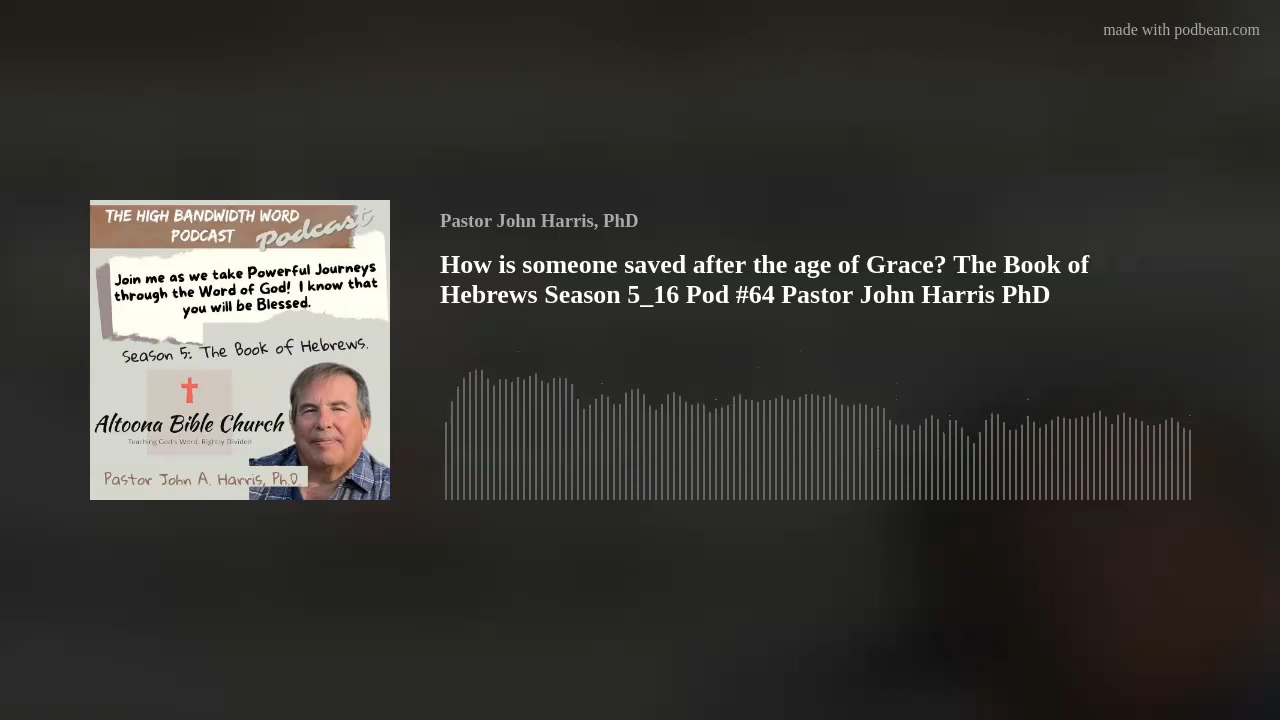 made with podbean.com
THE HIGH BANDWIDTH WORD
PODCAST
Podcast
Join me as we take Powerful Journeys
through the Word of God! I know that
you will be Blessed.
Season 5: The Book of Hebrews.
Altoona Bible Church
Teaching God's Word, Rightly Divided
Pastor John A. Harris, Ph.D.
Pastor John Harris, PhD
How is someone saved after the age of Grace? The Book of
Hebrews Season 5_16 Pod #64 Pastor John Harris PhD